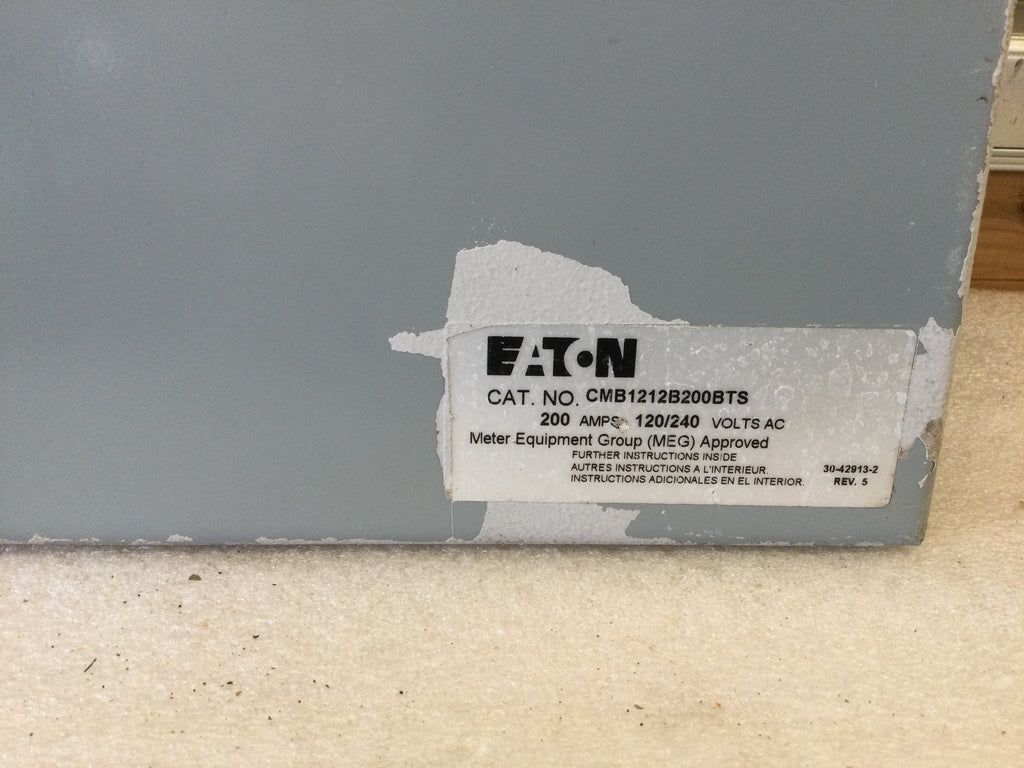 EATON
CAT. NO. CMB1212B200BTS
200 AMPS 120/240 VOLTS AC
Meter Equipment Group (MEG) Approved
FURTHER INSTRUCTIONS INSIDE
AUTRES INSTRUCTIONS A L'INTERIEUR.
INSTRUCCIONES ADICIONALES EN EL INTERIOR.
30-42913-2
REV. 5